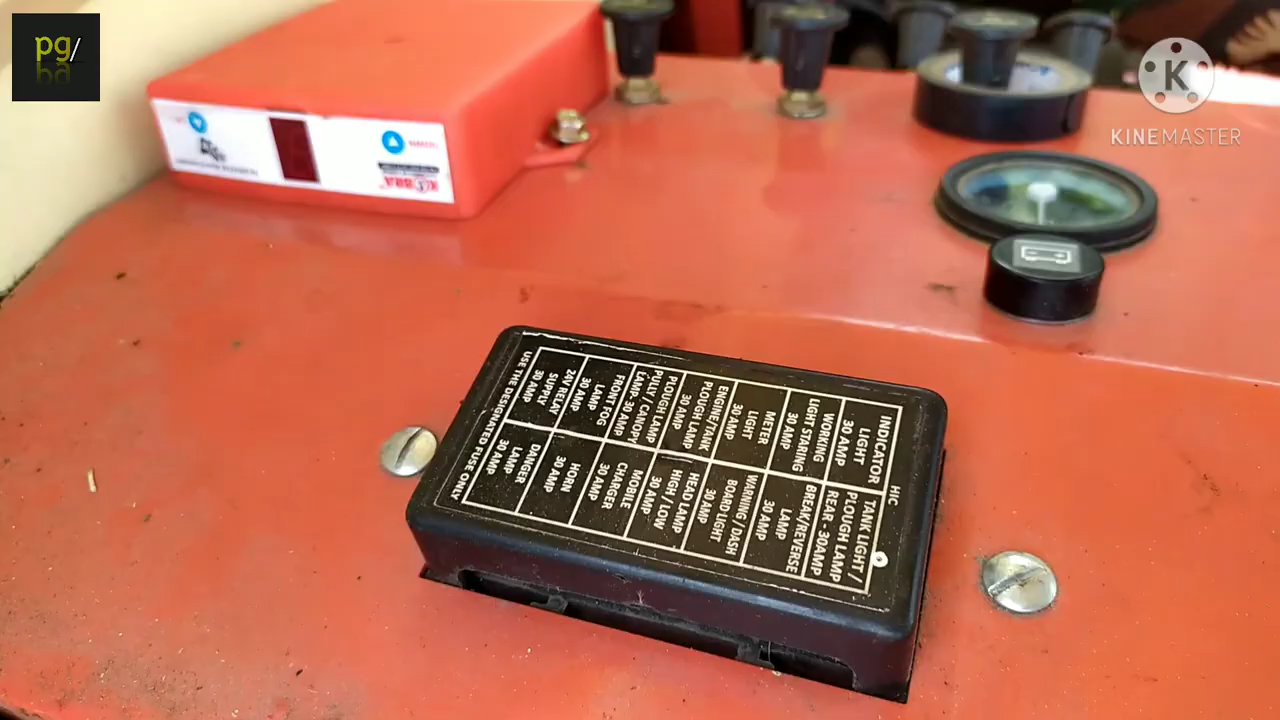 pg/
KINEMASTER
KOBRA
HIC
INDICATOR
LIGHT
30 AMP
TANK LIGHT /
PLOUGH LAMP
REAR - 30AMP
WORKING
LIGHT STARING
30 AMP
BREAK/REVERSE
LAMP
30 AMP
METER
LIGHT
30 AMP
WARNING / DASH
BOARD LIGHT
30 AMP
ENGINE/TANK
PLOUGH LAMP
30 AMP
HEAD LAMP
HIGH / LOW
30 AMP
PULLY / CANOPY
LAMP- 30 AMP
MOBILE
CHARGER
30 AMP
FRONT FOG
LAMP
30 AMP
HORN
30 AMP
24V RELAY
SUPPLY
30 AMP
DANGER
LAMP
30 AMP
USE THE DESIGNATED FUSE ONLY